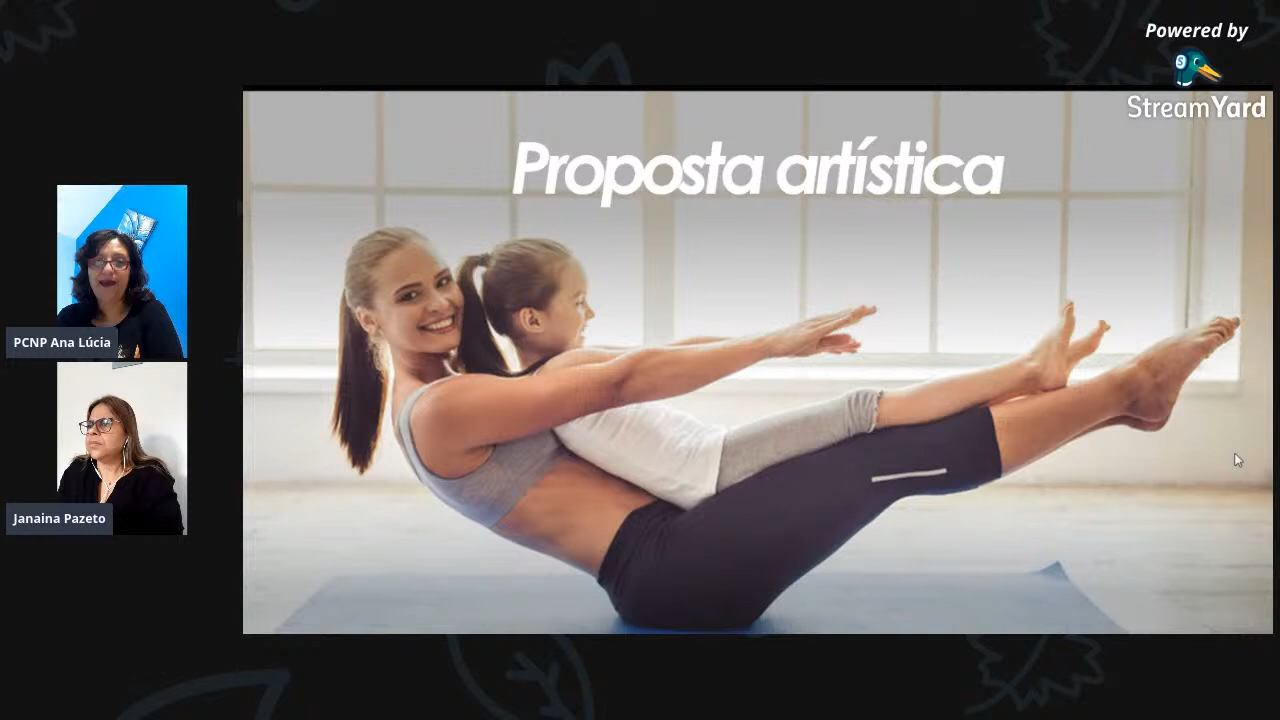 Powered by
StreamYard
Proposta artística
PCNP Ana Lúcia
Janaina Pazeto